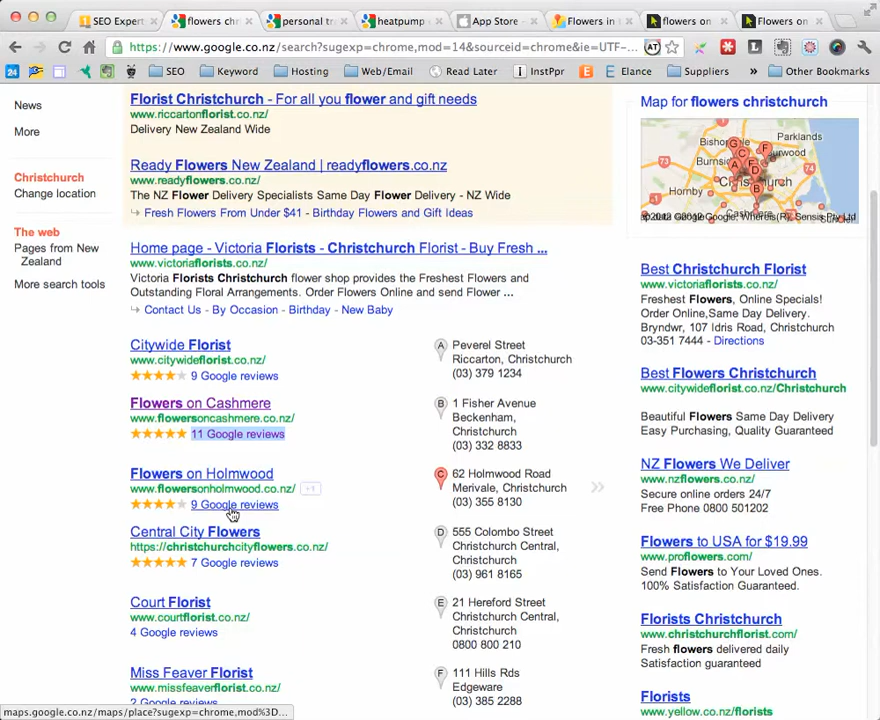 SEO Expert
flowers chr
personal tr
heatpump
App Store -
Flowers in
flowers on
Flowers on
https://www.google.co.nz/search?sugexp=chrome,mod=14&sourceid=chrome&ie=UTF-...
24
SEO
Keyword
Hosting
Web/Email
Read Later
InstPpr
Elance
Suppliers
»
Other Bookmarks
News
More
Christchurch
Change location
The web
Pages from New
Zealand
More search tools
Florist Christchurch - For all you flower and gift needs
www.riccartonflorist.co.nz/
Delivery New Zealand Wide
Ready Flowers New Zealand | readyflowers.co.nz
www.readyflowers.co.nz/
The NZ Flower Delivery Specialists Same Day Flower Delivery - NZ Wide
Fresh Flowers From Under $41 - Birthday Flowers and Gift Ideas
Home page - Victoria Florists - Christchurch Florist - Buy Fresh ...
www.victoriaflorists.co.nz/
Victoria Florists Christchurch flower shop provides the Freshest Flowers and
Outstanding Floral Arrangements. Order Flowers Online and send Flower ...
Contact Us - By Occasion - Birthday - New Baby
Citywide Florist
www.citywideflorist.co.nz/
9 Google reviews
A Peverel Street
Riccarton, Christchurch
(03) 379 1234
Flowers on Cashmere
www.flowersoncashmere.co.nz/
11 Google reviews
B 1 Fisher Avenue
Beckenham,
Christchurch
(03) 332 8833
Flowers on Holmwood
www.flowersonholmwood.co.nz/ +1
9 Google reviews
C 62 Holmwood Road
Merivale, Christchurch
(03) 355 8130
»
Central City Flowers
https://christchurchcityflowers.co.nz/
7 Google reviews
D 555 Colombo Street
Christchurch Central,
Christchurch
(03) 961 8165
Court Florist
www.courtflorist.co.nz/
4 Google reviews
E 21 Hereford Street
Christchurch Central,
Christchurch
0800 800 210
Miss Feaver Florist
www.missfeaverflorist.co.nz/
2 Google reviews
F 111 Hills Rds
Edgeware
(03) 385 2288
maps.google.co.nz/maps/place?sugexp=chrome,mod%3D...
Map for flowers christchurch
Parklands
73
74
Hornby
Cashmere
Best Christchurch Florist
www.victoriaflorists.co.nz/
Freshest Flowers, Online Specials!
Order Online,Same Day Delivery.
Bryndwr, 107 Idris Road, Christchurch
03-351 7444 - Directions
Best Flowers Christchurch
www.citywideflorist.co.nz/Christchurch
Beautiful Flowers Same Day Delivery
Easy Purchasing, Quality Guaranteed
NZ Flowers We Deliver
www.nzflowers.co.nz/
Secure online orders 24/7
Free Phone 0800 501202
Flowers to USA for $19.99
www.proflowers.com/
Send Flowers to Your Loved Ones.
100% Satisfaction Guaranteed.
Florists Christchurch
www.christchurchflorist.com/
Fresh flowers delivered daily
Satisfaction guaranteed
Florists
www.yellow.co.nz/florists